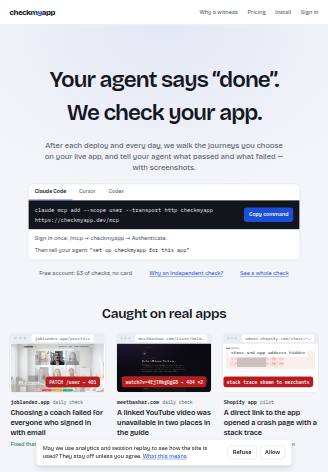 checkmyapp
Why a witness Pricing Install Sign in
Your agent says “done”.
We check your app.
After each deploy and every day, we walk the journeys you choose
on your live app, and tell your agent what passed and what failed —
with screenshots.
Claude Code Cursor Codex
claude mcp add --scope user --transport http checkmyapp
https://checkmyapp.dev/mcp
Copy command
Sign in once: /mcp → checkmyapp → Authenticate.
Then tell your agent "set up checkmyapp for this app"
Free account: $3 of checks, no card Why an independent check? See a whole check
Caught on real apps
PATCH /user → 401
stack trace shown to merchants
joblander.app daily check
Choosing a coach failed for
everyone who signed in
with email
meetbashar.com daily check
A linked YouTube video was
unavailable in two places in
the guide
Shopify app pilot
A direct link to the app
opened a crash page with a
stack trace
We may use analytics and session replay to see how the site is
used? They stay off unless you agree. What this means
Refuse Allow